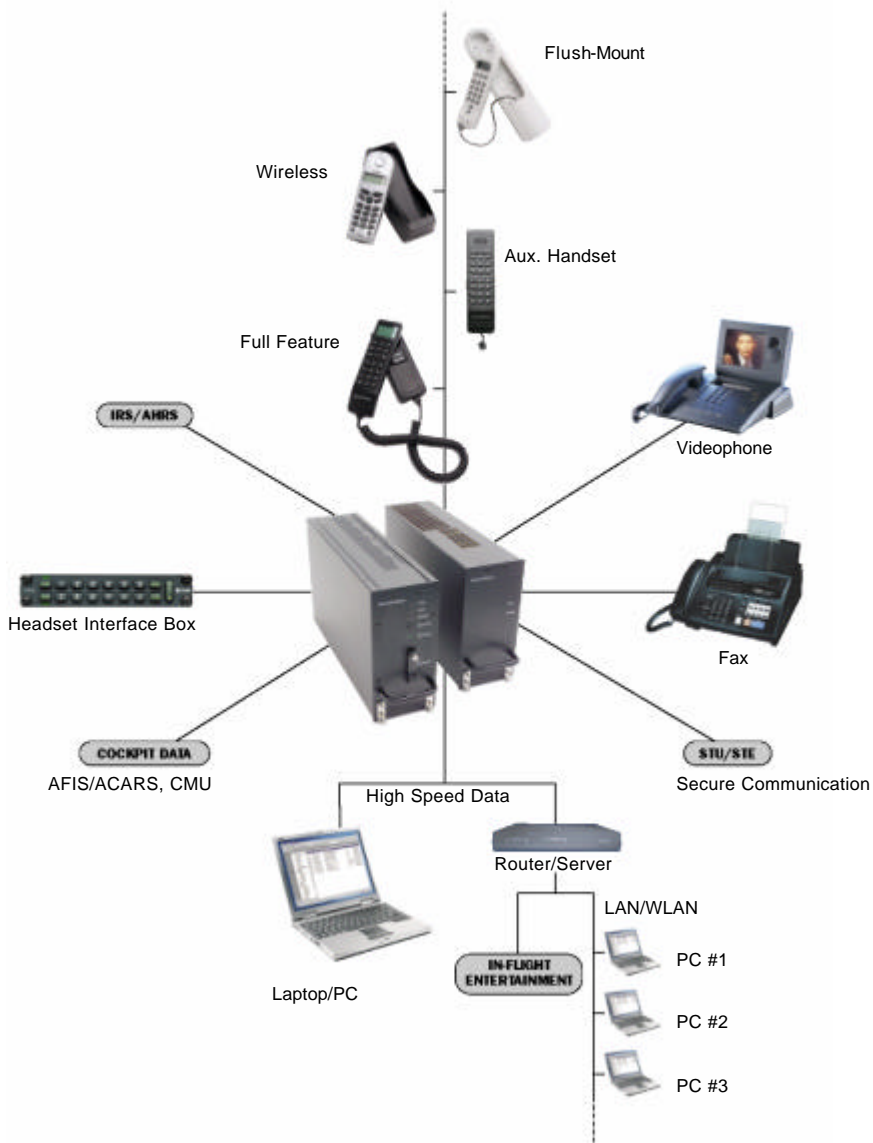 Flush-Mount
Wireless
Aux. Handset
Full Feature
IRS/AHRS
Videophone
Headset Interface Box
Fax
COCKPIT DATA
AFIS/ACARS, CMU
STU/STE
Secure Communication
High Speed Data
Router/Server
LAN/WLAN
IN-FLIGHT
ENTERTAINMENT
PC #1
Laptop/PC
PC #2
PC #3